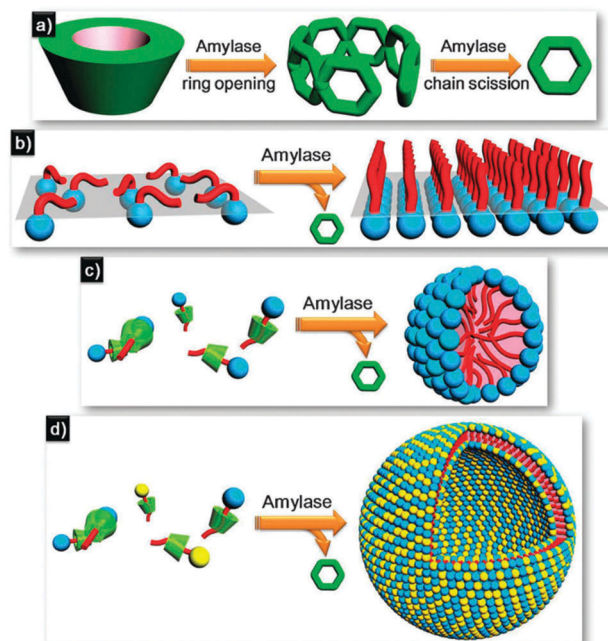 a)
Amylase
ring opening
Amylase
chain scission
b)
Amylase
c)
Amylase
d)
Amylase